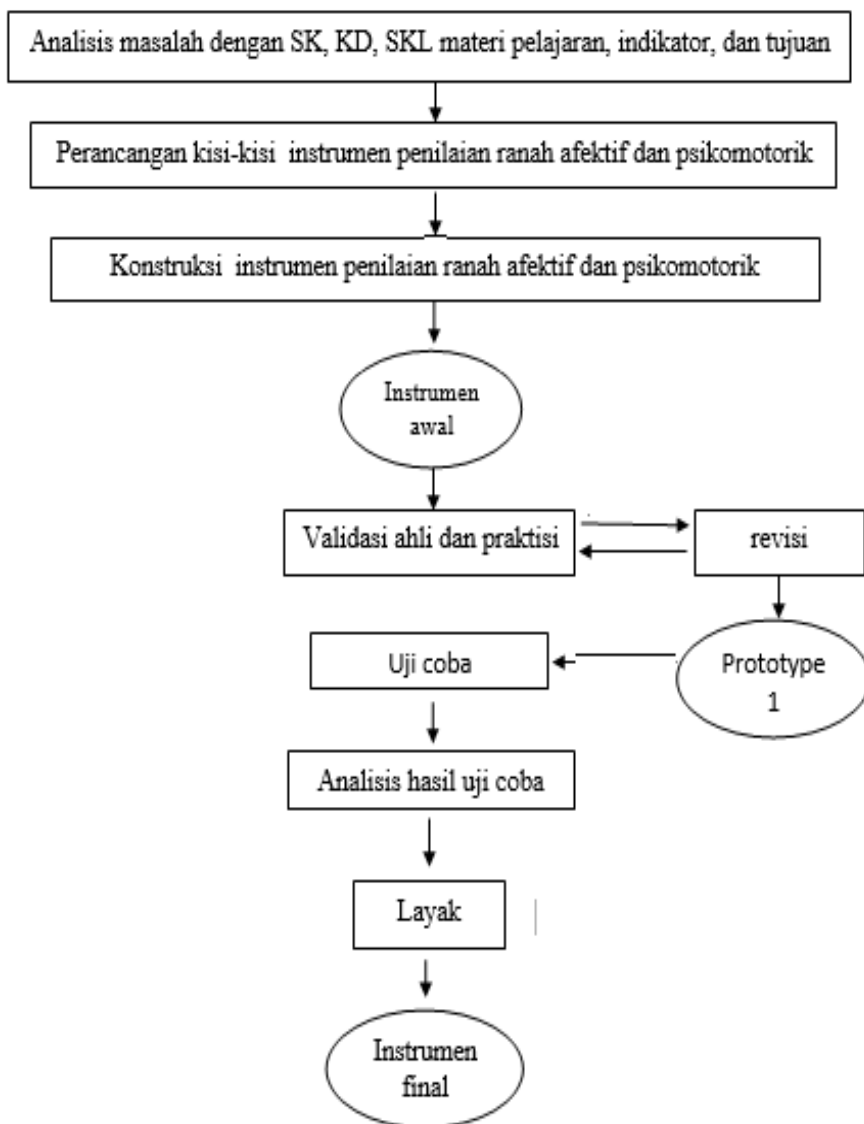 Analisis masalah dengan SK, KD, SKL materi pelajaran, indikator, dan tujuan
Perancangan kisi-kisi instrumen penilaian ranah afektif dan psikomotorik
Konstruksi instrumen penilaian ranah afektif dan psikomotorik
Instrumen
awal
Validasi ahli dan praktisi
revisi
Prototype
1
Uji coba
Analisis hasil uji coba
Layak
Instrumen
final